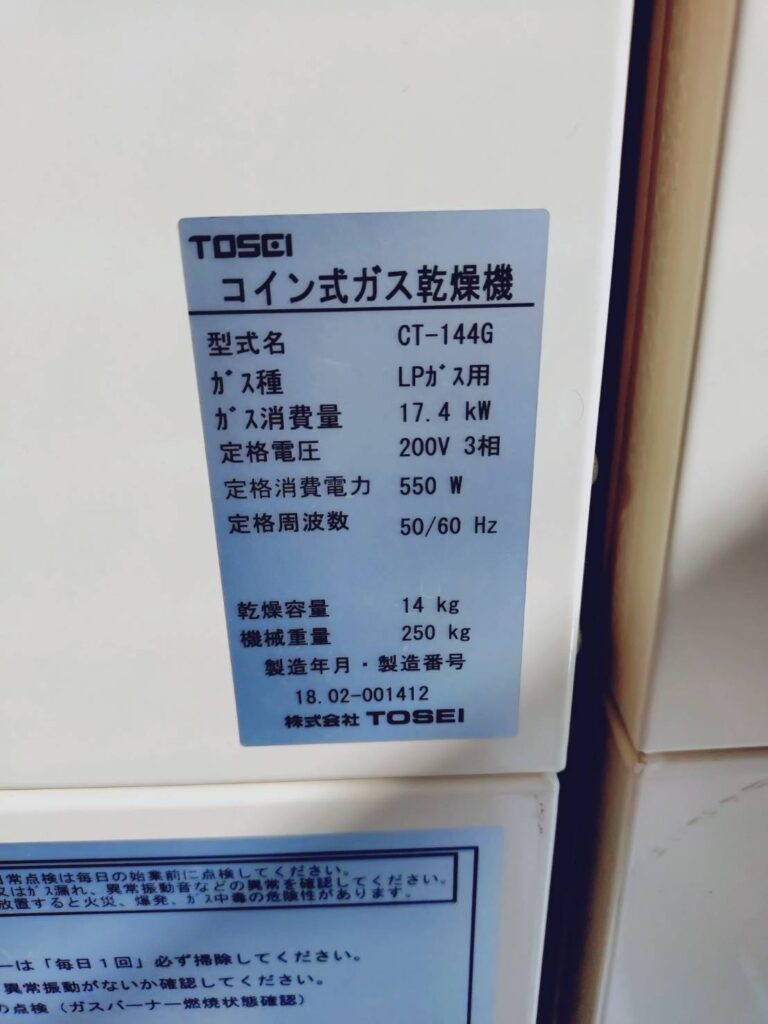 TOSEI
コイン式ガス乾燥機
型式名 CT-144G
ガス種 LPガス用
ガス消費量 17.4 kW
定格電圧 200V 3相
定格消費電力 550 W
定格周波数 50/60 Hz
乾燥容量 14 kg
機械重量 250 kg
製造年月・製造番号
18.02-001412
株式会社 TOSEI
常点検は毎日の始業前に点検してください。
又はガス漏れ、異常振動音などの異常を確認してください。
放置すると火災、爆発、ガス中毒の危険性があります。
ーは「毎日1回」必ず掃除してください。
異常振動がないか確認してください。
の点検(ガスバーナー燃焼状態確認)